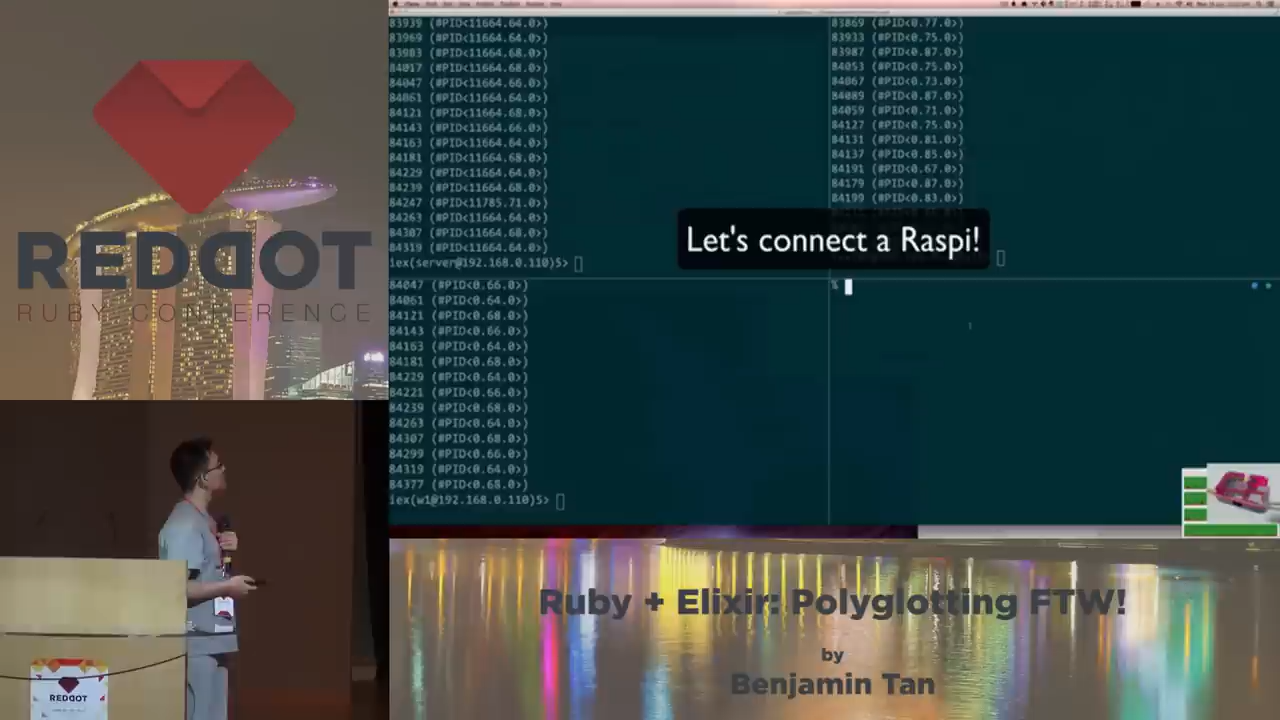 REDDOT
RUBY CONFERENCE
83939 (#PID<11664.64.0>)
83969 (#PID<11664.64.0>)
83983 (#PID<11664.68.0>)
84017 (#PID<11664.68.0>)
84047 (#PID<11664.66.0>)
84061 (#PID<11664.64.0>)
84121 (#PID<11664.68.0>)
84143 (#PID<11664.66.0>)
84163 (#PID<11664.64.0>)
84181 (#PID<11664.68.0>)
84229 (#PID<11664.64.0>)
84239 (#PID<11664.68.0>)
84247 (#PID<11785.71.0>)
84263 (#PID<11664.64.0>)
84307 (#PID<11664.68.0>)
84319 (#PID<11664.64.0>)
iex(server@192.168.0.110)5>
83869 (#PID<0.77.0>)
83933 (#PID<0.75.0>)
83987 (#PID<0.87.0>)
84053 (#PID<0.75.0>)
84067 (#PID<0.73.0>)
84089 (#PID<0.87.0>)
84059 (#PID<0.71.0>)
84127 (#PID<0.75.0>)
84131 (#PID<0.81.0>)
84137 (#PID<0.85.0>)
84191 (#PID<0.67.0>)
84179 (#PID<0.87.0>)
84199 (#PID<0.83.0>)
Let's connect a Raspi!
84047 (#PID<0.66.0>)
84061 (#PID<0.64.0>)
84121 (#PID<0.68.0>)
84143 (#PID<0.66.0>)
84163 (#PID<0.64.0>)
84181 (#PID<0.68.0>)
84229 (#PID<0.64.0>)
84221 (#PID<0.66.0>)
84239 (#PID<0.68.0>)
84263 (#PID<0.64.0>)
84307 (#PID<0.68.0>)
84299 (#PID<0.66.0>)
84319 (#PID<0.64.0>)
84377 (#PID<0.68.0>)
iex(w1@192.168.0.110)5>
%
REDDOT
Ruby + Elixir: Polyglotting FTW!
by
Benjamin Tan